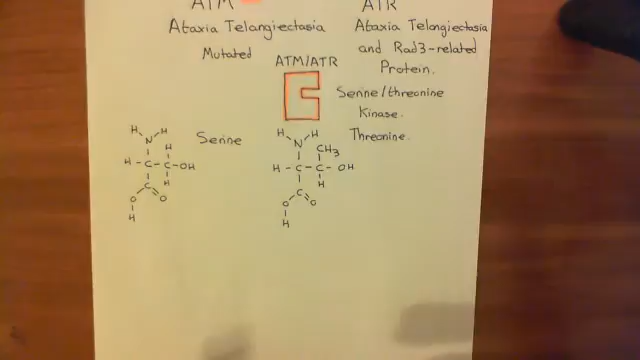 ATM
ATR
Ataxia Telangiectasia
Mutated
Ataxia Telangiectasia
and Rad3-related
Protein.
ATM/ATR
Serine/threonine
Kinase.
Serine
Threonine.
H H
N
H
H - C - C - OH
H
C
O O
H
H H
N
CH3
H - C - C - OH
H
C
O O
H